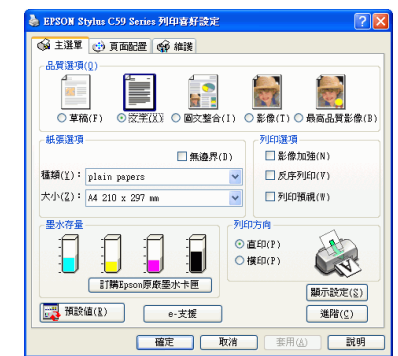 EPSON Stylus C59 Series 列印喜好設定
主選單 頁面配置 維護
品質選項(Q)
草稿(F) 文字(X) 圖文整合(I) 影像(T) 最高品質影像(B)
紙張選項
無邊界(D)
種類(Y): plain papers
大小(Z): A4 210 x 297 mm
列印選項
影像加強(N)
反序列印(V)
列印預視(W)
墨水存量
訂購Epson原廠墨水卡匣
列印方向
直印(P)
橫印(P)
顯示設定(S)
預設值(R) e-支援 進階(C)
確定 取消 套用(A) 說明